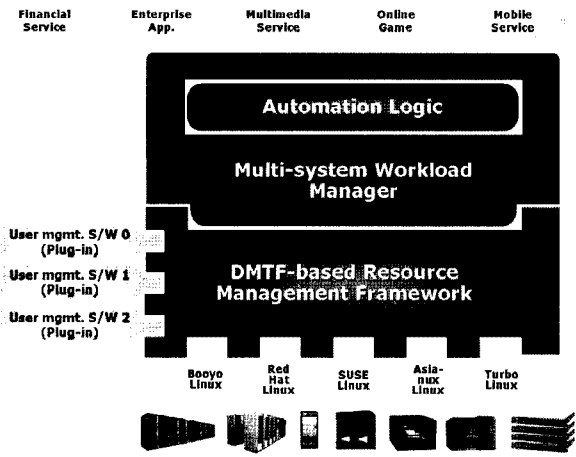 Financial
Service
Enterprise
App.
Multimedia
Service
Online
Game
Mobile
Service
Automation Logic
Multi-system Workload
Manager
User mgmt. S/W 0
(Plug-in)
User mgmt. S/W 1
(Plug-in)
User mgmt. S/W 2
(Plug-in)
DMTF-based Resource
Management Framework
Booyo
Linux
Red
Hat
Linux
SUSE
Linux
Asia-
nux
Linux
Turbo
Linux